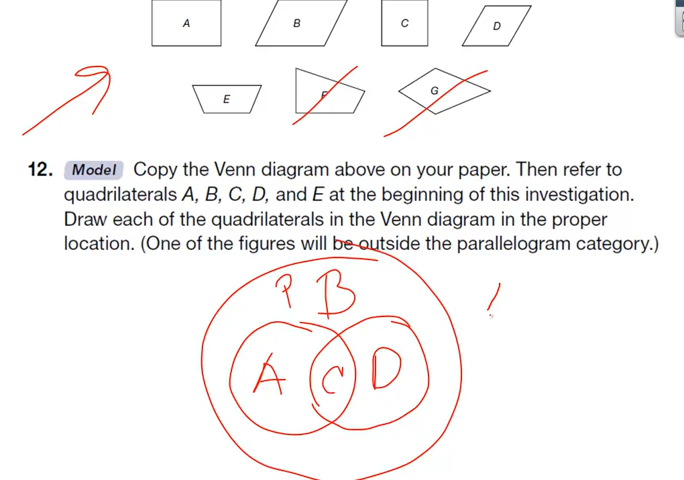 A B C D
E F G
12. Model Copy the Venn diagram above on your paper. Then refer to
quadrilaterals A, B, C, D, and E at the beginning of this investigation.
Draw each of the quadrilaterals in the Venn diagram in the proper
location. (One of the figures will be outside the parallelogram category.)
P B
A C D